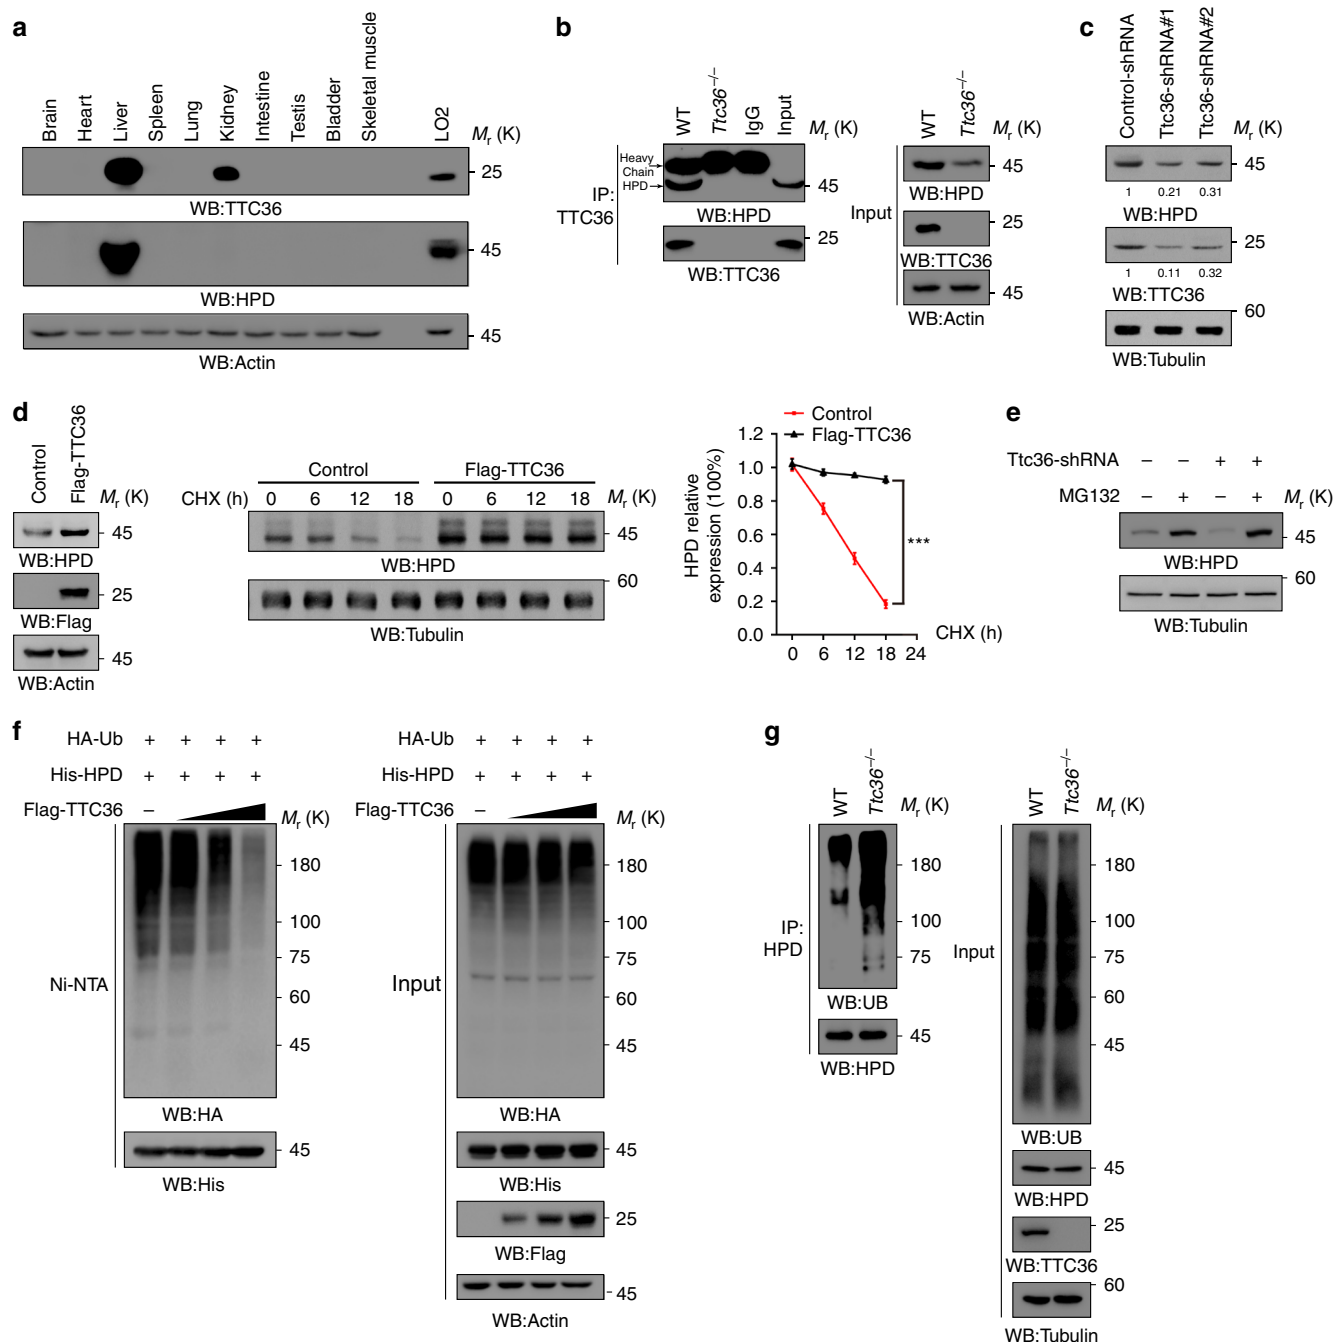 a
Brain
Heart
Liver
Spleen
Lung
Kidney
Intestine
Testis
Bladder
Skeletal muscle
LO2
Mr (K)
25
WB:TTC36
45
WB:HPD
45
WB:Actin
b
WT
Ttc36–/–
IgG
Input
Mr (K)
IP:
TTC36
Heavy
Chain
HPD
45
WB:HPD
25
WB:TTC36
WT
Ttc36–/–
Mr (K)
Input
45
WB:HPD
25
WB:TTC36
45
WB:Actin
c
Control-shRNA
Ttc36-shRNA#1
Ttc36-shRNA#2
Mr (K)
45
1 0.21 0.31
WB:HPD
25
1 0.11 0.32
WB:TTC36
60
WB:Tubulin
d
Control
Flag-TTC36
Mr (K)
45
WB:HPD
25
WB:Flag
45
WB:Actin
Control Flag-TTC36
CHX (h) 0 6 12 18 0 6 12 18 Mr (K)
45
WB:HPD
60
WB:Tubulin
Control
Flag-TTC36
HPD relative
expression (100%)
1.2
1.0
0.8
0.6
0.4
0.2
0.0
***
0 6 12 18 24
CHX (h)
e
Ttc36-shRNA – – + +
MG132 – + – + Mr (K)
45
WB:HPD
60
WB:Tubulin
f
HA-Ub + + + +
His-HPD + + + +
Flag-TTC36 –
Mr (K)
Ni-NTA
180
100
75
60
45
WB:HA
45
WB:His
HA-Ub + + + +
His-HPD + + + +
Flag-TTC36 –
Mr (K)
Input
180
100
75
60
45
WB:HA
45
WB:His
25
WB:Flag
45
WB:Actin
g
WT
Ttc36–/–
Mr (K)
IP:
HPD
180
100
75
WB:UB
45
WB:HPD
WT
Ttc36–/–
Mr (K)
Input
180
100
75
60
45
WB:UB
45
WB:HPD
25
WB:TTC36
60
WB:Tubulin